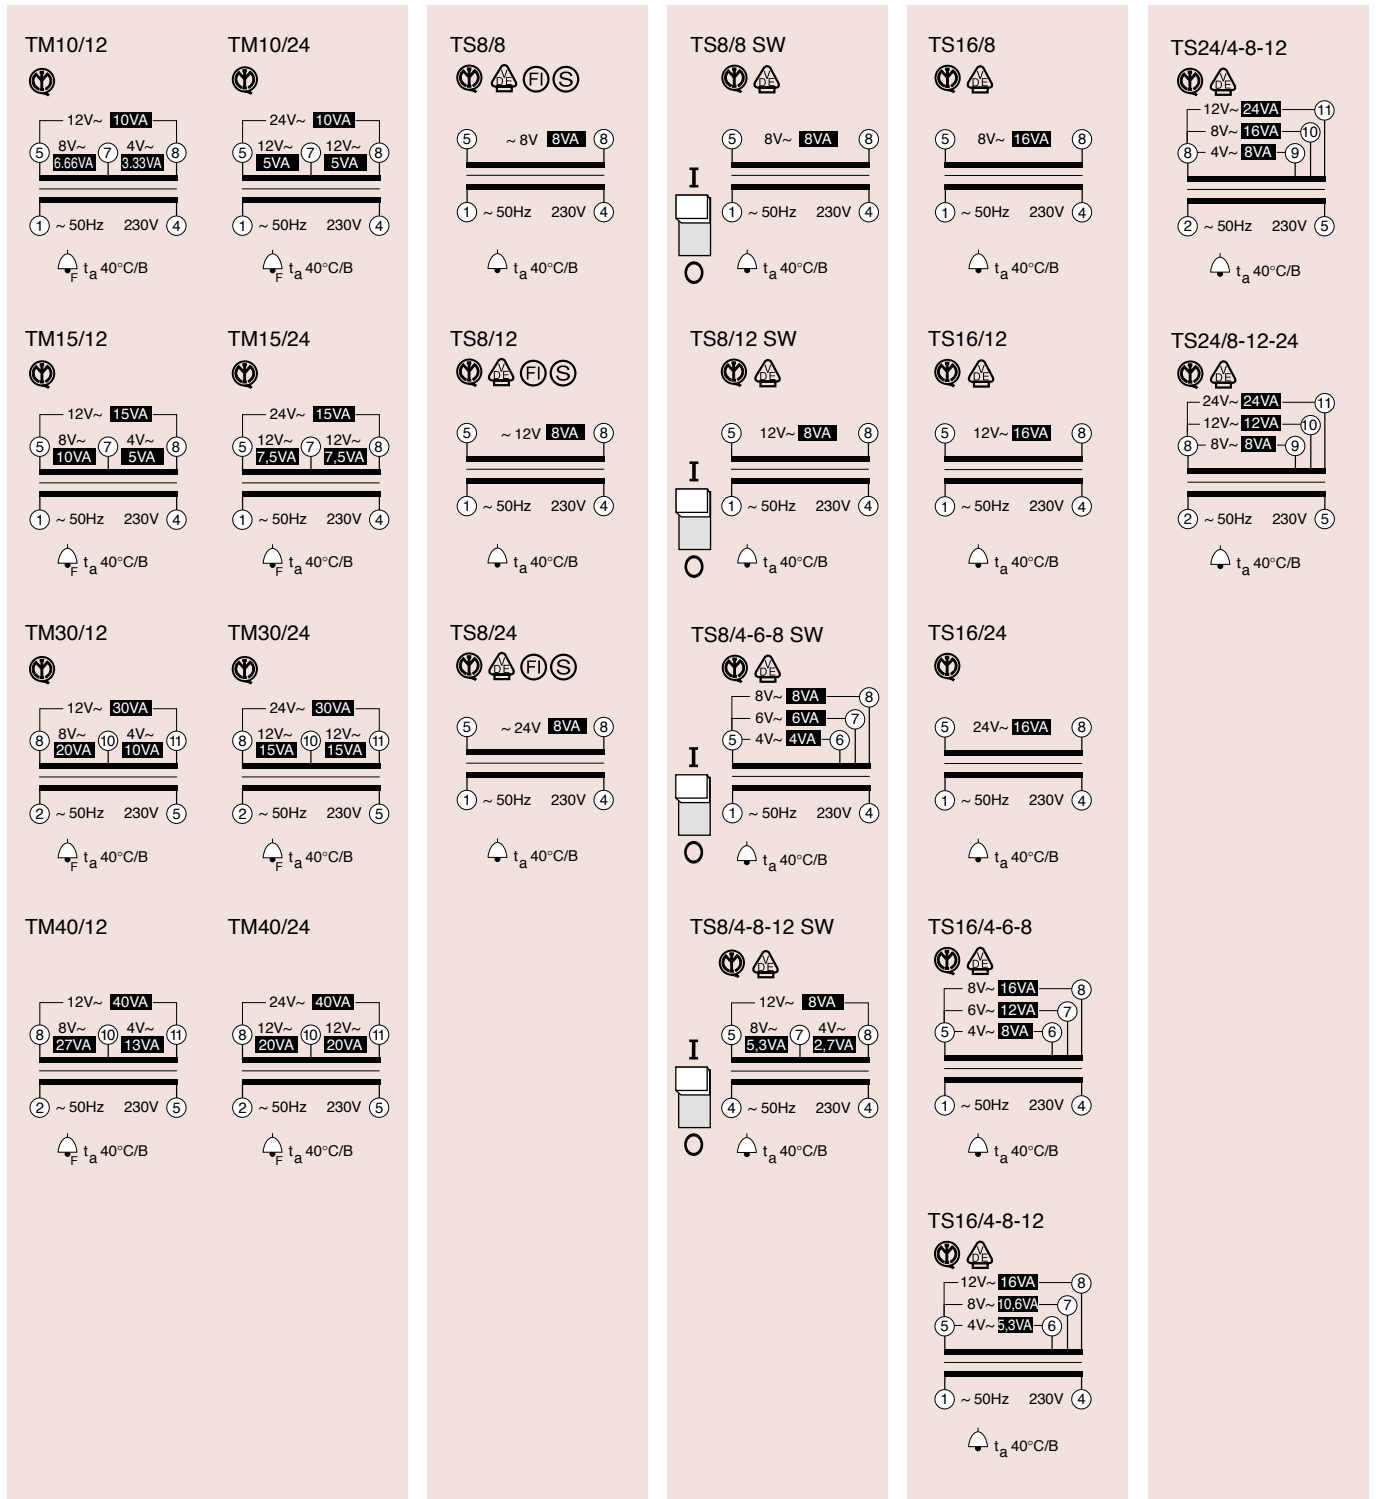 TM10/12
12V~ 10VA
8V~ 4V~
5 6.66VA 7 3.33VA 8
1 ~ 50Hz 230V 4
F ta 40°C/B
TM10/24
24V~ 10VA
12V~ 12V~
5 5VA 7 5VA 8
1 ~ 50Hz 230V 4
F ta 40°C/B
TM15/12
12V~ 15VA
8V~ 4V~
5 10VA 7 5VA 8
1 ~ 50Hz 230V 4
F ta 40°C/B
TM15/24
24V~ 15VA
12V~ 12V~
5 7,5VA 7 7,5VA 8
1 ~ 50Hz 230V 4
F ta 40°C/B
TM30/12
12V~ 30VA
8V~ 4V~
8 20VA 10 10VA 11
2 ~ 50Hz 230V 5
F ta 40°C/B
TM30/24
24V~ 30VA
12V~ 12V~
8 15VA 10 15VA 11
2 ~ 50Hz 230V 5
F ta 40°C/B
TM40/12
12V~ 40VA
8V~ 4V~
8 27VA 10 13VA 11
2 ~ 50Hz 230V 5
F ta 40°C/B
TM40/24
24V~ 40VA
12V~ 12V~
8 20VA 10 20VA 11
2 ~ 50Hz 230V 5
F ta 40°C/B
TS8/8
VDE FI S
5 ~ 8V 8VA 8
1 ~ 50Hz 230V 4
ta 40°C/B
TS8/12
VDE FI S
5 ~ 12V 8VA 8
1 ~ 50Hz 230V 4
ta 40°C/B
TS8/24
VDE FI S
5 ~ 24V 8VA 8
1 ~ 50Hz 230V 4
ta 40°C/B
TS8/8 SW
VDE
5 8V~ 8VA 8
I
1 ~ 50Hz 230V 4
O ta 40°C/B
TS8/12 SW
VDE
5 12V~ 8VA 8
I
1 ~ 50Hz 230V 4
O ta 40°C/B
TS8/4-6-8 SW
VDE
8V~ 8VA 8
6V~ 6VA 7
5 4V~ 4VA 6
I
1 ~ 50Hz 230V 4
O ta 40°C/B
TS8/4-8-12 SW
VDE
12V~ 8VA
8V~ 4V~
5 5,3VA 7 2,7VA 8
I
4 ~ 50Hz 230V 4
O ta 40°C/B
TS16/8
VDE
5 8V~ 16VA 8
1 ~ 50Hz 230V 4
ta 40°C/B
TS16/12
VDE
5 12V~ 16VA 8
1 ~ 50Hz 230V 4
ta 40°C/B
TS16/24
5 24V~ 16VA 8
1 ~ 50Hz 230V 4
ta 40°C/B
TS16/4-6-8
VDE
8V~ 16VA 8
6V~ 12VA 7
5 4V~ 8VA 6
1 ~ 50Hz 230V 4
ta 40°C/B
TS16/4-8-12
VDE
12V~ 16VA 8
8V~ 10,6VA 7
5 4V~ 5,3VA 6
1 ~ 50Hz 230V 4
ta 40°C/B
TS24/4-8-12
VDE
12V~ 24VA 11
8V~ 16VA 10
8 4V~ 8VA 9
2 ~ 50Hz 230V 5
ta 40°C/B
TS24/8-12-24
VDE
24V~ 24VA 11
12V~ 12VA 10
8 8V~ 8VA 9
2 ~ 50Hz 230V 5
ta 40°C/B